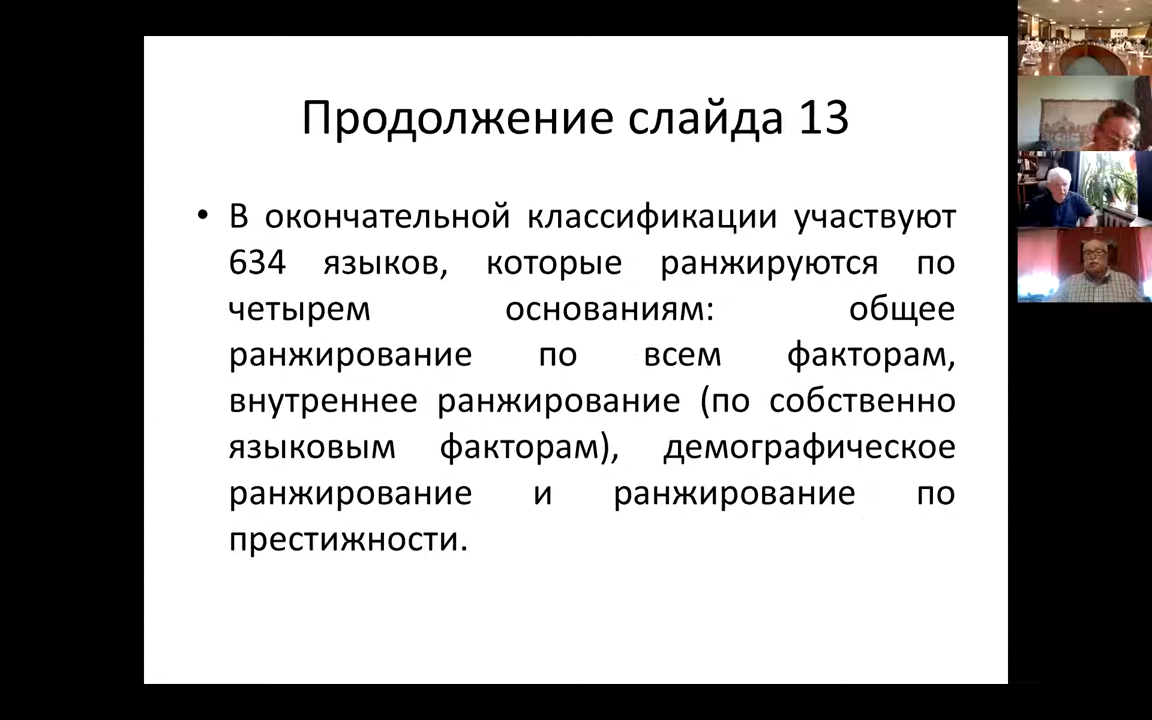 Продолжение слайда 13
• В окончательной классификации участвуют
634 языков, которые ранжируются по
четырем основаниям: общее
ранжирование по всем факторам,
внутреннее ранжирование (по собственно
языковым факторам), демографическое
ранжирование и ранжирование по
престижности.